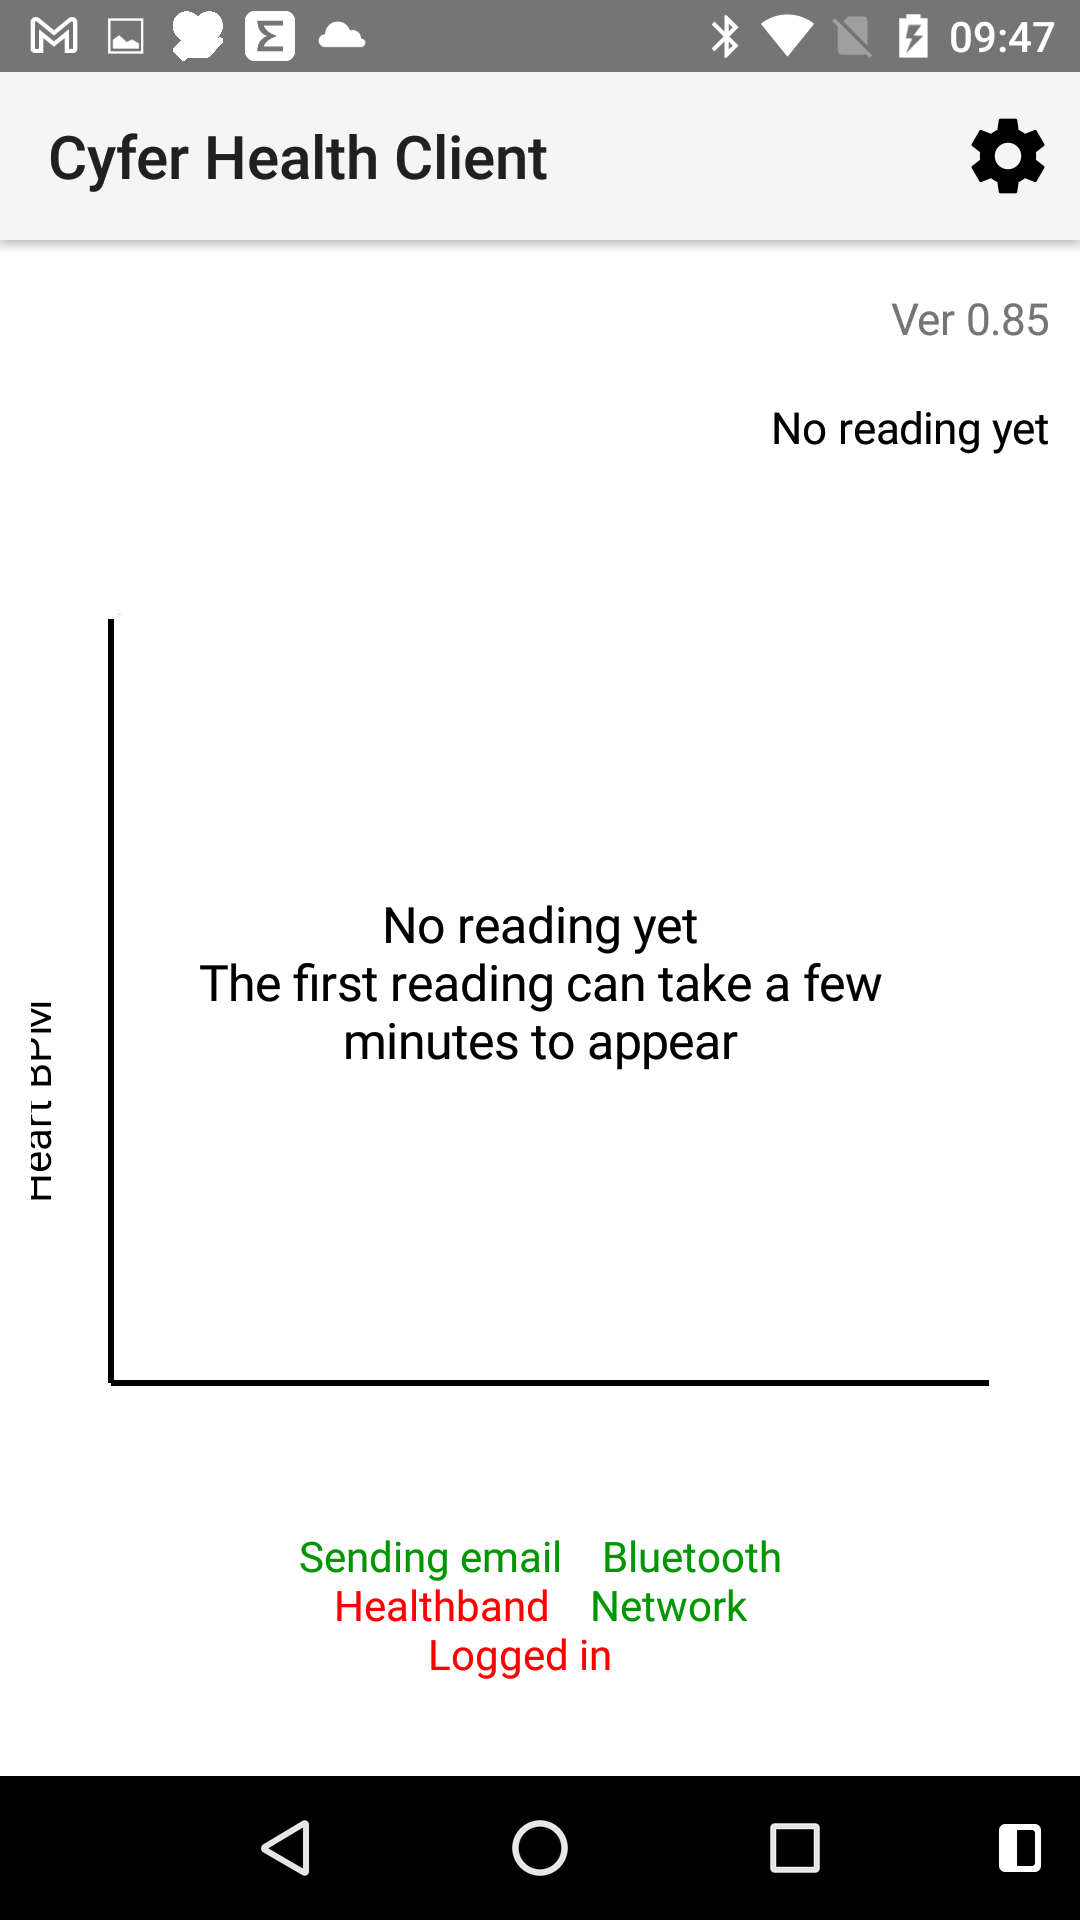 09:47
Cyfer Health Client
Ver 0.85
No reading yet
No reading yet
The first reading can take a few
minutes to appear
Heart BPM
Sending email Bluetooth
Healthband Network
Logged in